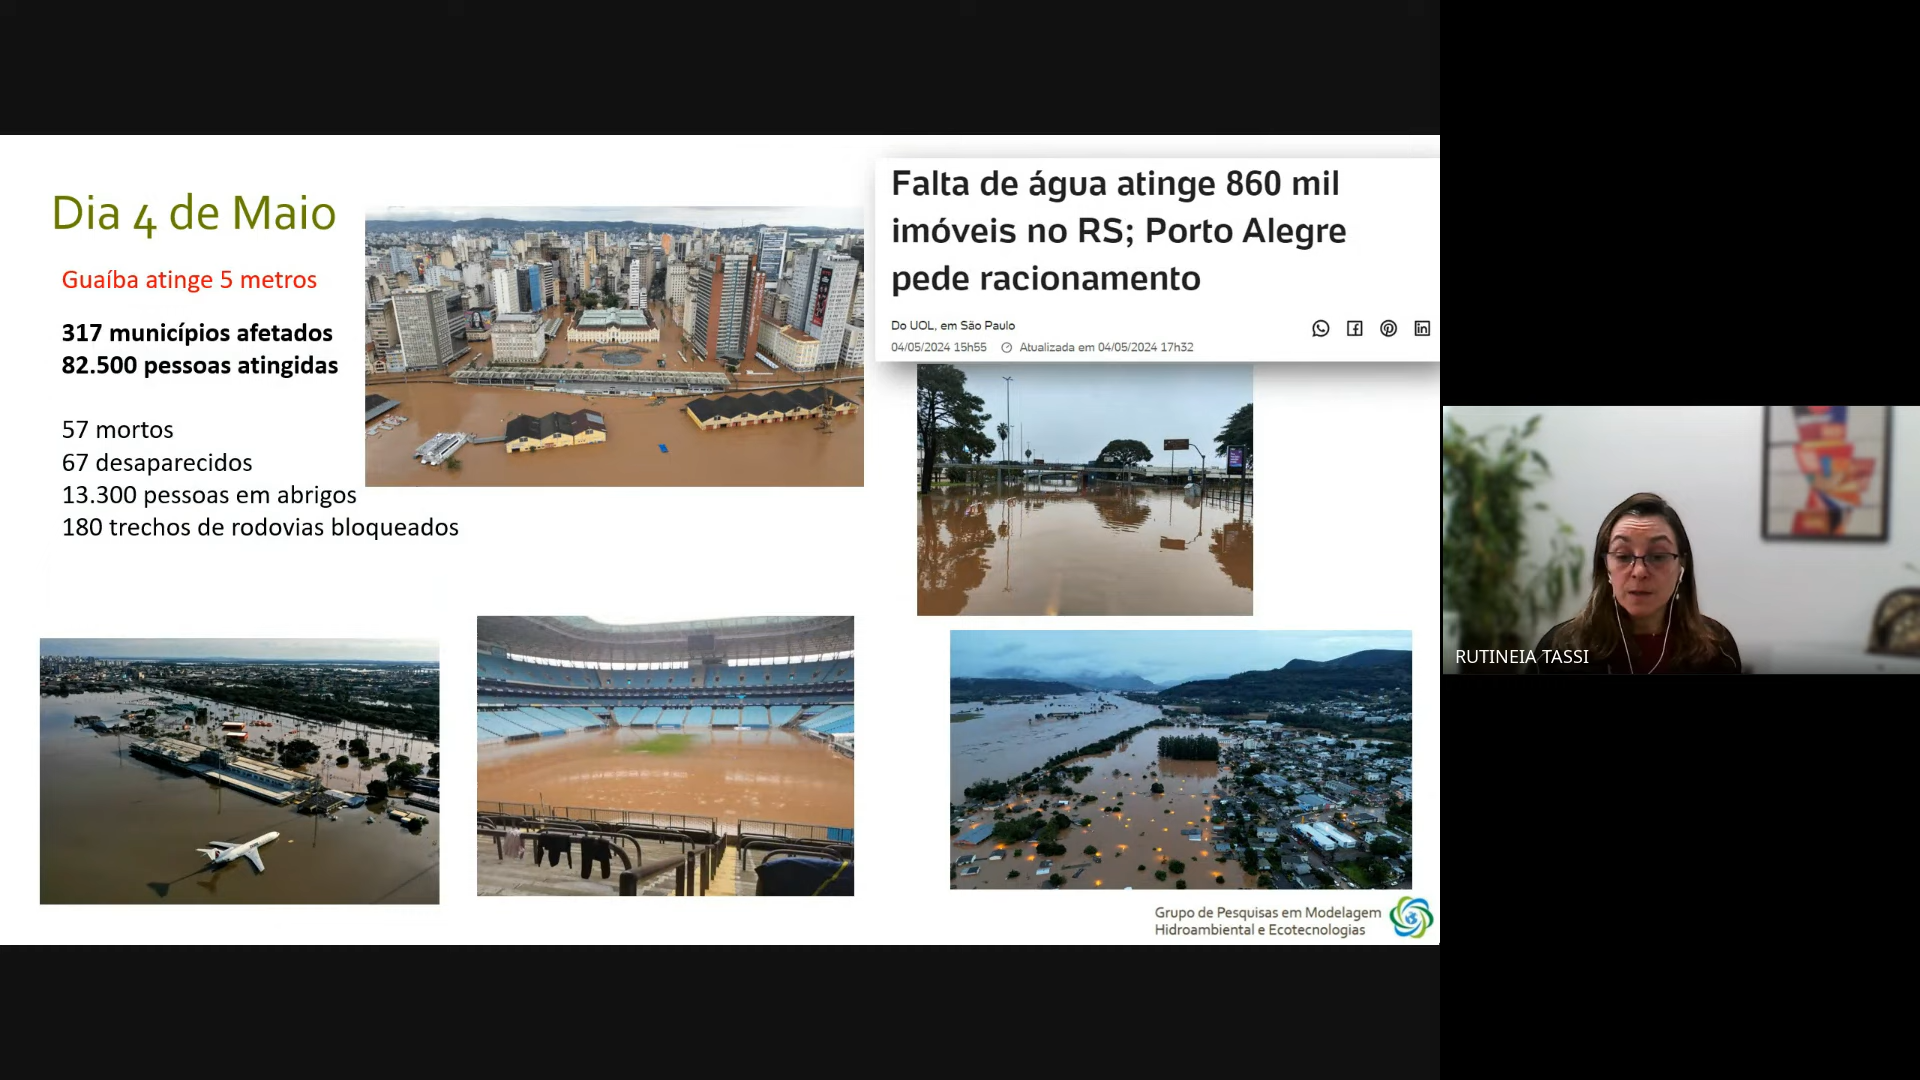 Dia 4 de Maio
Guaíba atinge 5 metros
317 municípios afetados
82.500 pessoas atingidas
57 mortos
67 desaparecidos
13.300 pessoas em abrigos
180 trechos de rodovias bloqueados
Falta de água atinge 860 mil
imóveis no RS; Porto Alegre
pede racionamento
Do UOL, em São Paulo
04/05/2024 15h55 Atualizada em 04/05/2024 17h32
Grupo de Pesquisas em Modelagem
Hidroambiental e Ecotecnologias
RUTINEIA TASSI